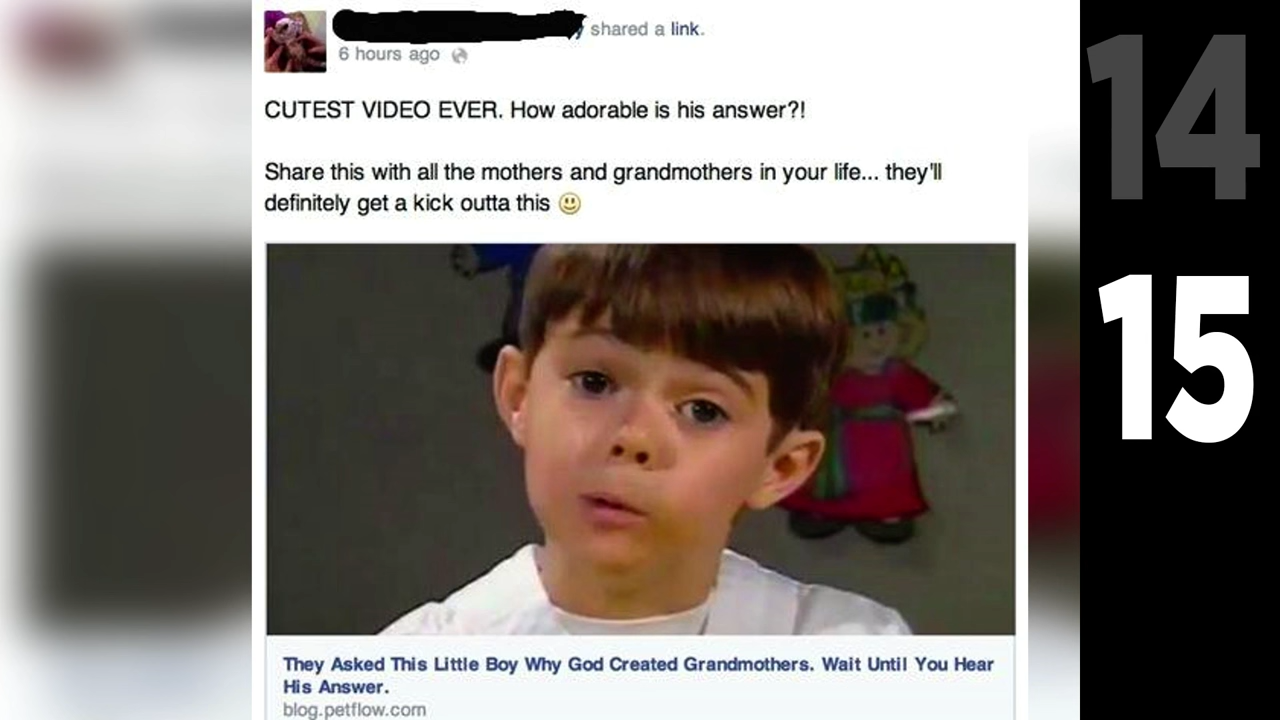 shared a link.
6 hours ago
CUTEST VIDEO EVER. How adorable is his answer?!
Share this with all the mothers and grandmothers in your life... they'll
definitely get a kick outta this
They Asked This Little Boy Why God Created Grandmothers. Wait Until You Hear
His Answer.
blog.petflow.com
14
15